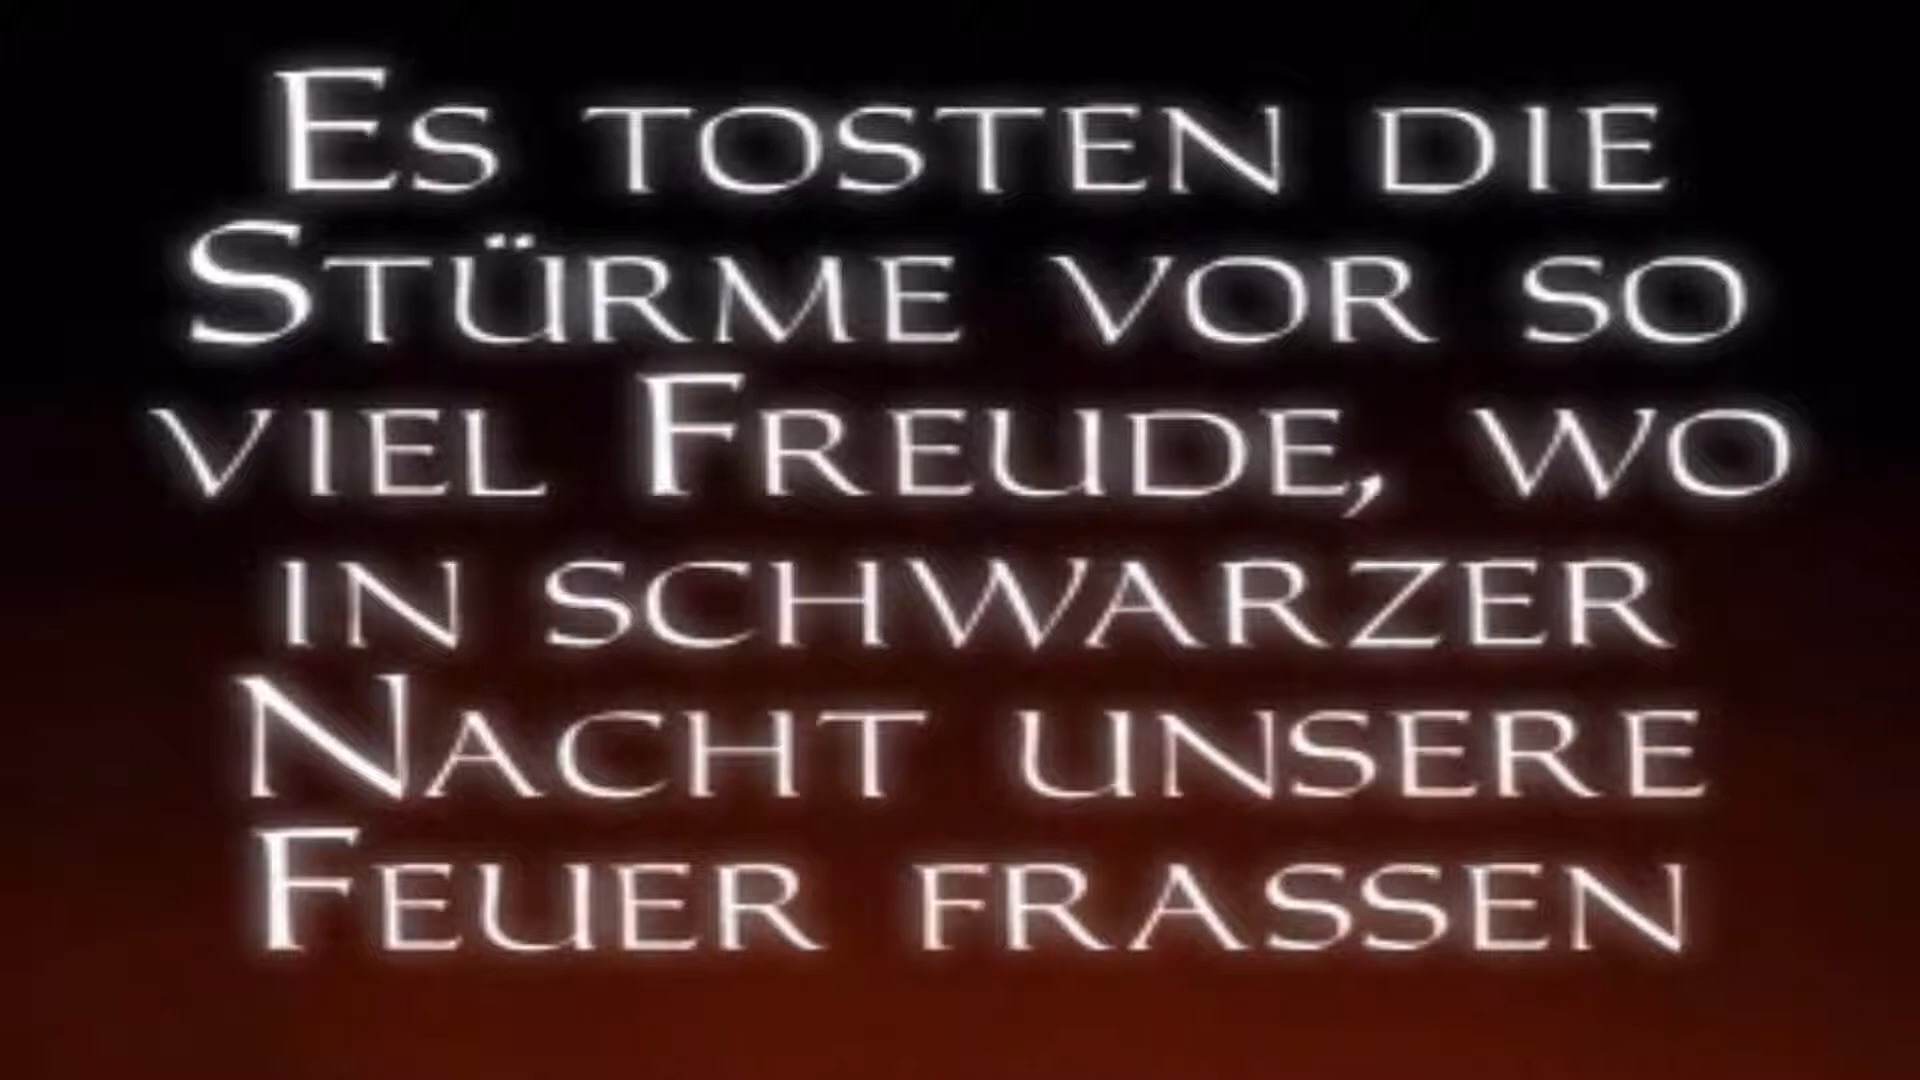 Es tosten die
Stürme vor so
viel Freude, wo
in schwarzer
Nacht unsere
Feuer frassen